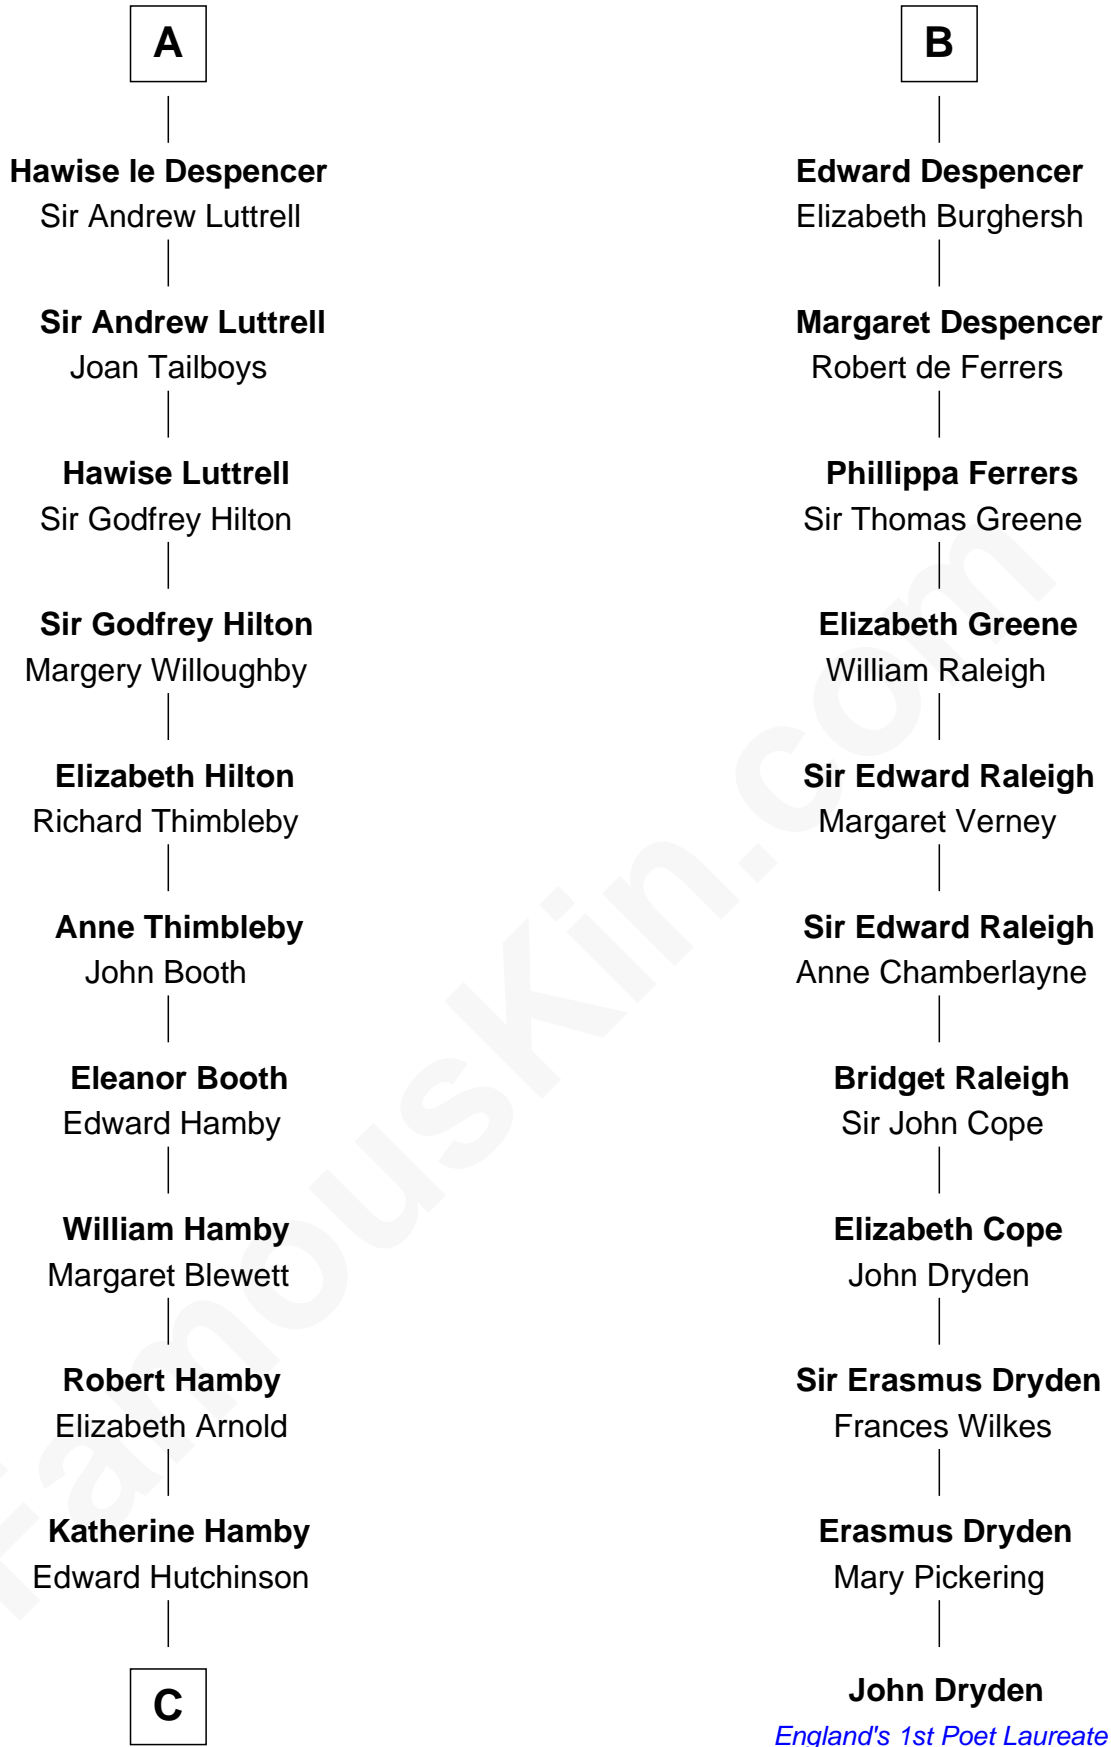 A
Hawise le Despencer
Sir Andrew Luttrell
Sir Andrew Luttrell
Joan Tailboys
Hawise Luttrell
Sir Godfrey Hilton
Sir Godfrey Hilton
Margery Willoughby
Elizabeth Hilton
Richard Thimbleby
Anne Thimbleby
John Booth
Eleanor Booth
Edward Hamby
William Hamby
Margaret Blewett
Robert Hamby
Elizabeth Arnold
Katherine Hamby
Edward Hutchinson
C
B
Edward Despencer
Elizabeth Burghersh
Margaret Despencer
Robert de Ferrers
Phillippa Ferrers
Sir Thomas Greene
Elizabeth Greene
William Raleigh
Sir Edward Raleigh
Margaret Verney
Sir Edward Raleigh
Anne Chamberlayne
Bridget Raleigh
Sir John Cope
Elizabeth Cope
John Dryden
Sir Erasmus Dryden
Frances Wilkes
Erasmus Dryden
Mary Pickering
John Dryden
England's 1st Poet Laureate
FamousKin.com